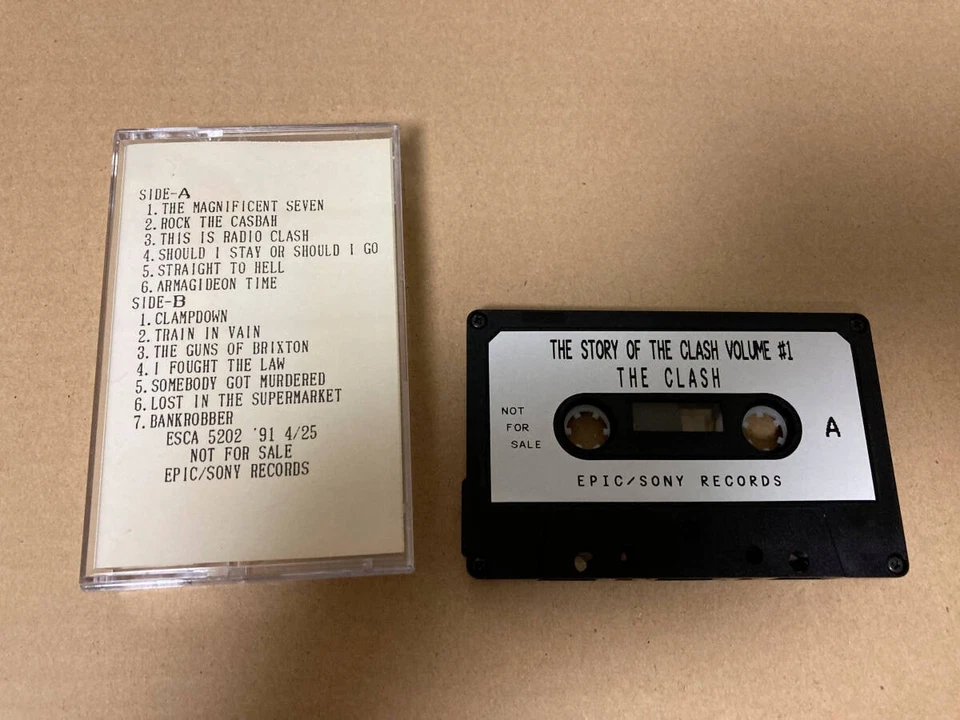 SIDE-A
1. THE MAGNIFICENT SEVEN
2. ROCK THE CASBAH
3. THIS IS RADIO CLASH
4. SHOULD I STAY OR SHOULD I GO
5. STRAIGHT TO HELL
6. ARMAGIDEON TIME
SIDE-B
1. CLAMPDOWN
2. TRAIN IN VAIN
3. THE GUNS OF BRIXTON
4. I FOUGHT THE LAW
5. SOMEBODY GOT MURDERED
6. LOST IN THE SUPERMARKET
7. BANKROBBER
ESCA 5202 '91 4/25
NOT FOR SALE
EPIC/SONY RECORDS
THE STORY OF THE CLASH VOLUME #1
THE CLASH
NOT
FOR
SALE
A
EPIC/SONY RECORDS